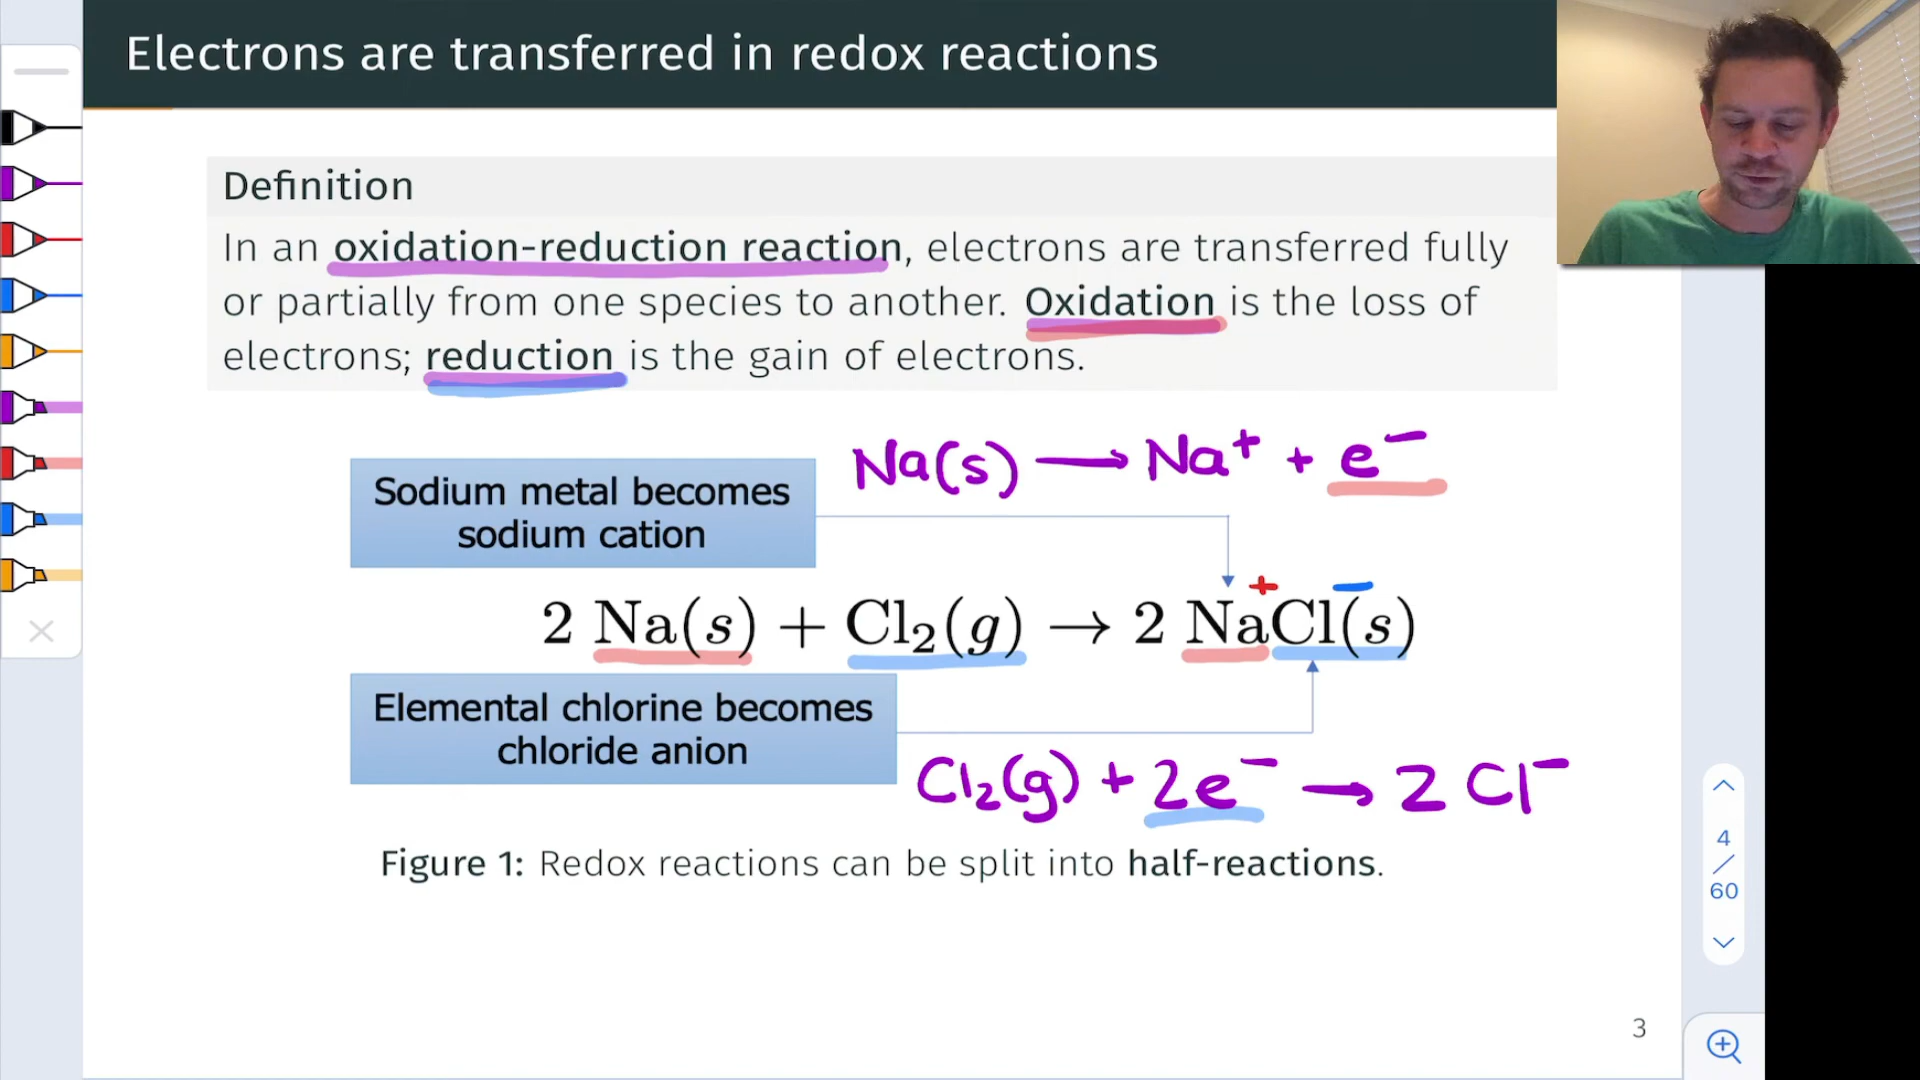 Electrons are transferred in redox reactions
Definition
In an oxidation-reduction reaction, electrons are transferred fully
or partially from one species to another. Oxidation is the loss of
electrons; reduction is the gain of electrons.
Na(s) ⟶ Na⁺ + e⁻
Sodium metal becomes
sodium cation
+ −
2 Na(s) + Cl₂(g) → 2 NaCl(s)
Elemental chlorine becomes
chloride anion
Cl₂(g) + 2e⁻ → 2 Cl⁻
Figure 1: Redox reactions can be split into half-reactions.
4
/
60
3